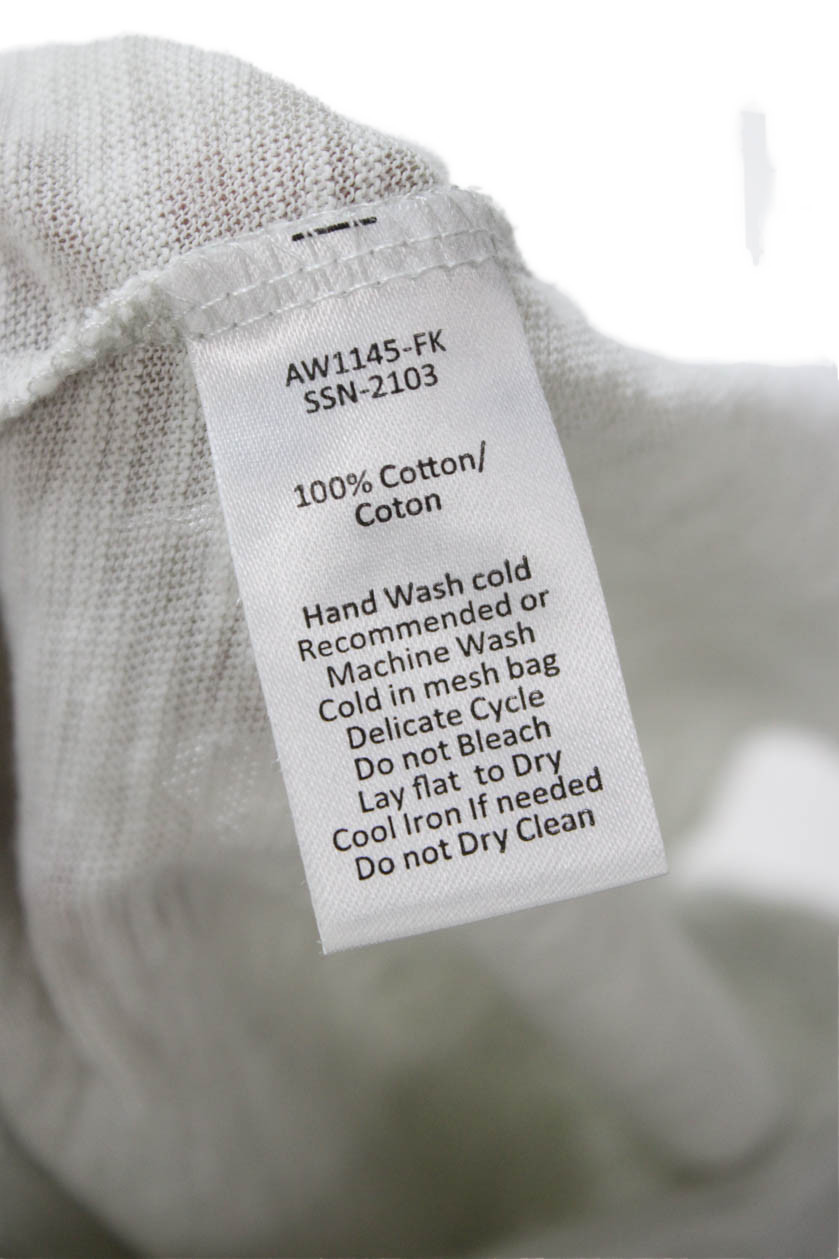 AW1145-FK
SSN-2103
100% Cotton/
Coton
Hand Wash cold
Recommended or
Machine Wash
Cold in mesh bag
Delicate Cycle
Do not Bleach
Lay flat to Dry
Cool Iron If needed
Do not Dry Clean